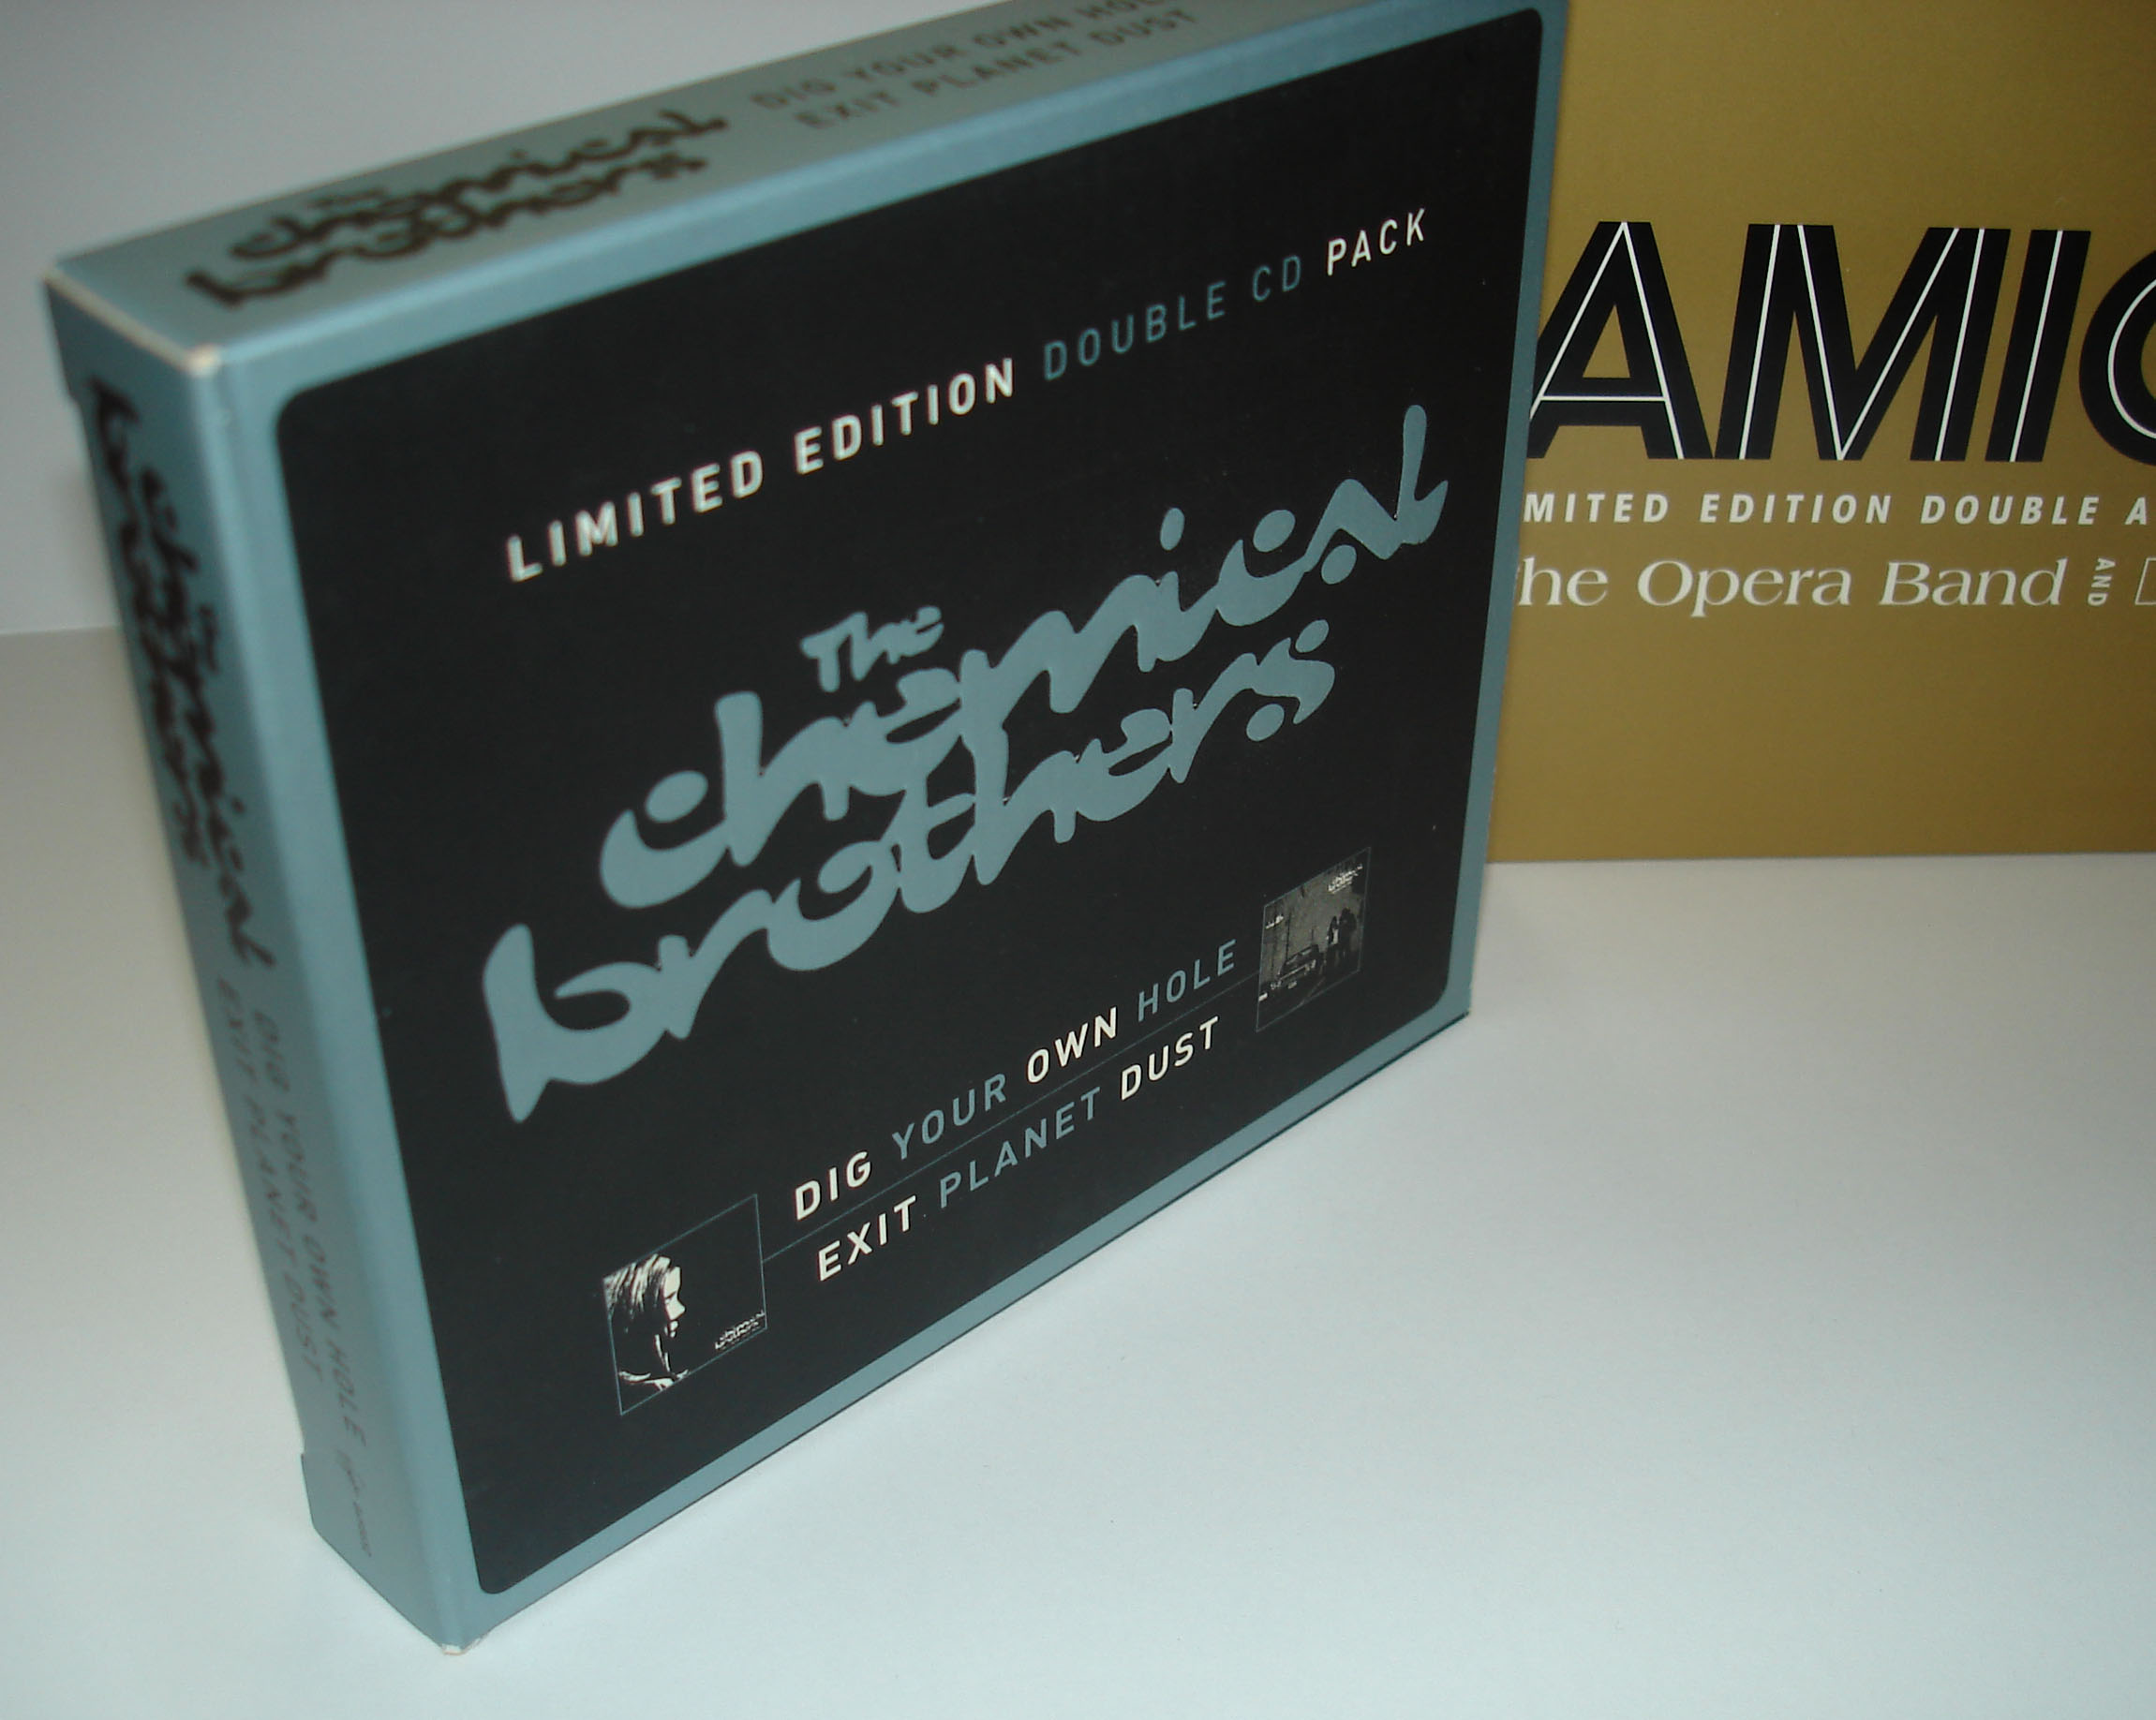 The
chemical
brothers
DIG YOUR OWN HOLE
EXIT PLANET DUST
LIMITED EDITION DOUBLE CD PACK
The
chemical
brothers
DIG YOUR OWN HOLE
EXIT PLANET DUST
The
chemical
brothers
DIG YOUR OWN HOLE
EXIT PLANET DUST
AMIC
MITED EDITION DOUBLE A
he Opera Band AND